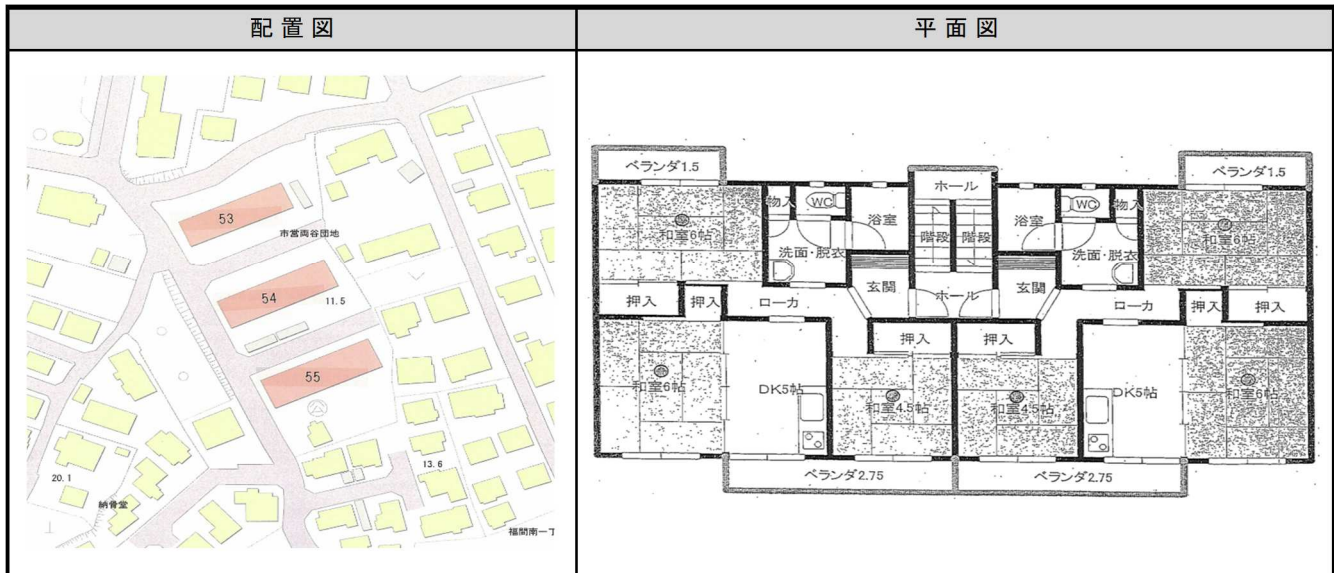 配置図
平面図
53
市営両谷団地
54
11.5
55
13.6
20.1
納骨堂
福間南一丁
ベランダ1.5
ホール
ベランダ1.5
物入
WC
浴室
階段
階段
浴室
WC
物入
和室6帖
和室6帖
洗面・脱衣
洗面・脱衣
玄関
ホール
玄関
押入
押入
ローカ
ローカ
押入
押入
押入
押入
和室6帖
DK5帖
和室4.5帖
和室4.5帖
DK5帖
和室6帖
ベランダ2.75
ベランダ2.75